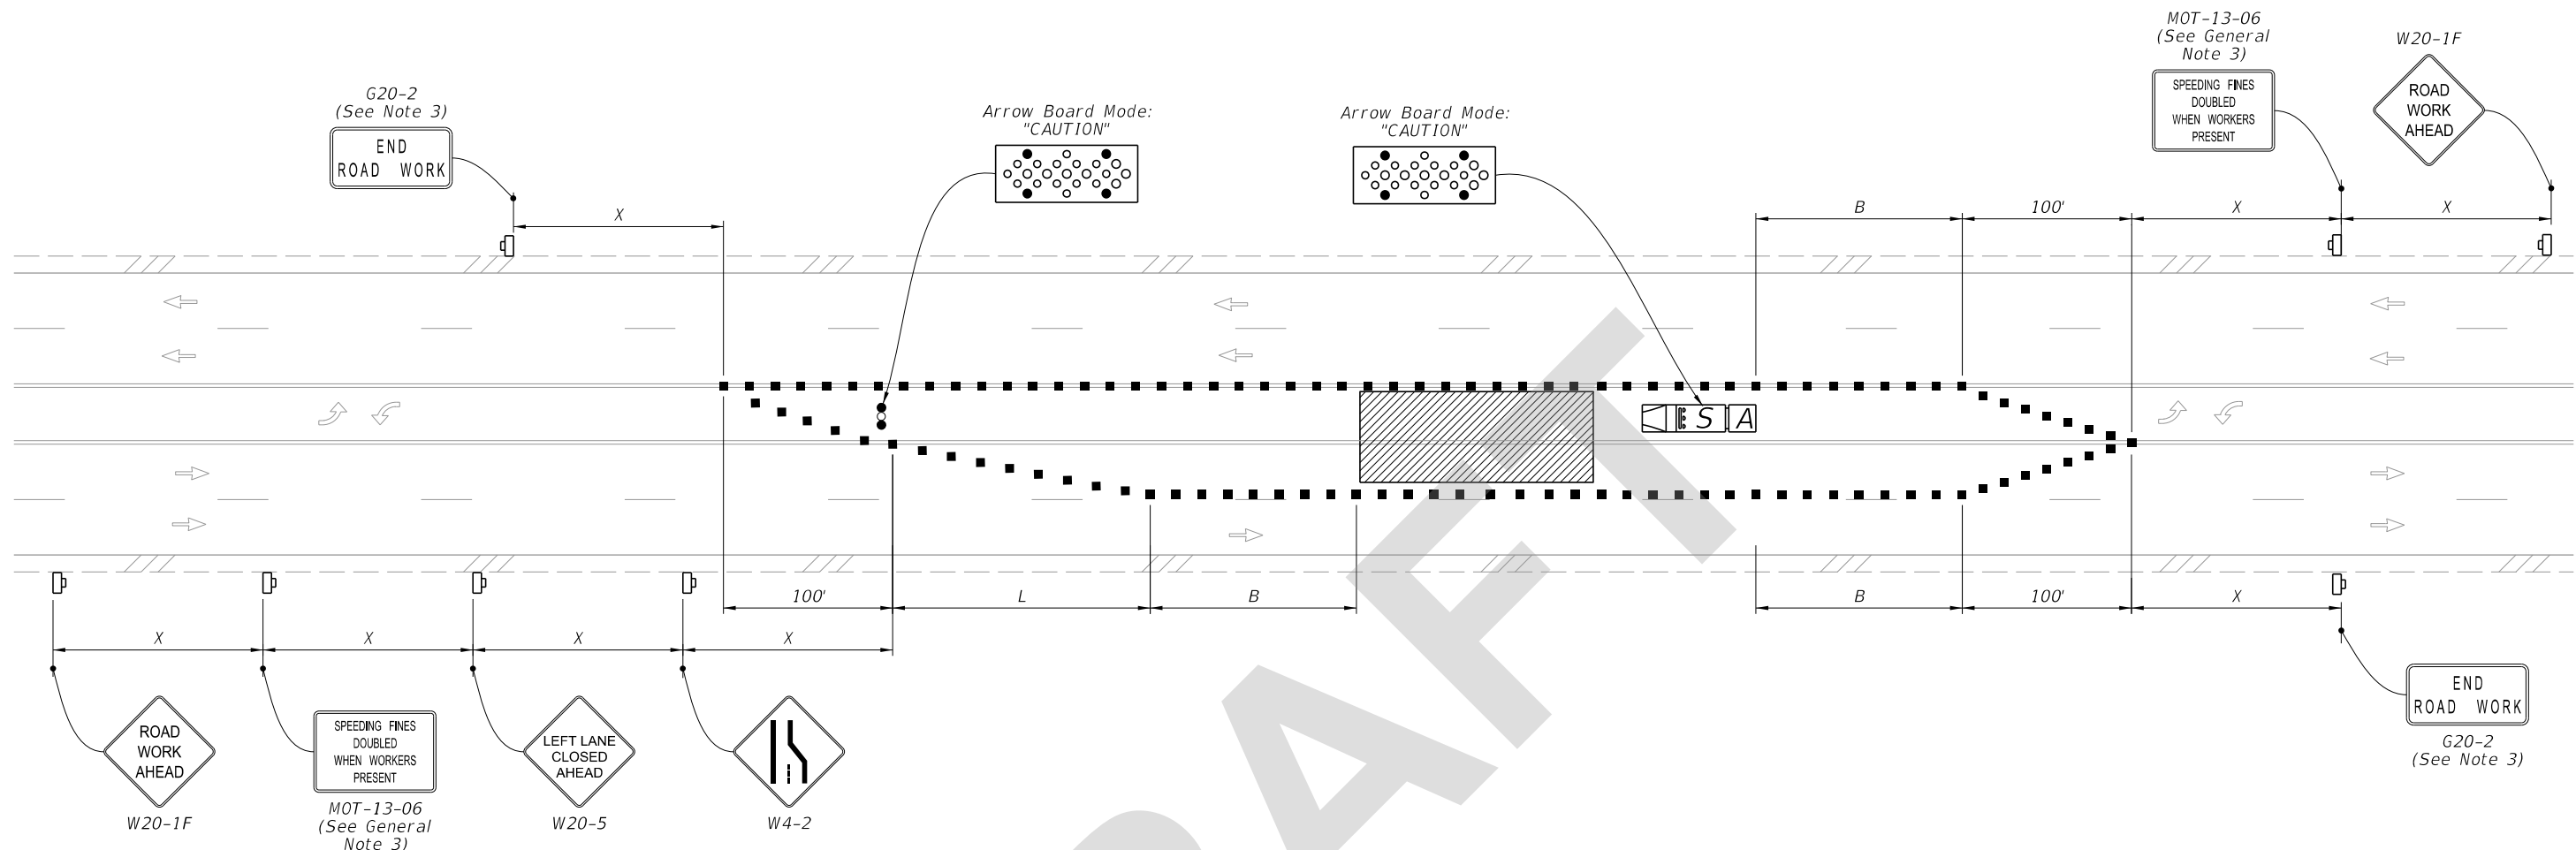 MOT-13-06
(See General
Note 3)
W20-1F
SPEEDING FINES
DOUBLED
WHEN WORKERS
PRESENT
ROAD
WORK
AHEAD
G20-2
(See Note 3)
END
ROAD WORK
Arrow Board Mode:
"CAUTION"
Arrow Board Mode:
"CAUTION"
X
B
100'
X
X
S A
100'
L
B
B
100'
X
X
X
X
X
ROAD
WORK
AHEAD
W20-1F
SPEEDING FINES
DOUBLED
WHEN WORKERS
PRESENT
MOT-13-06
(See General
Note 3)
LEFT LANE
CLOSED
AHEAD
W20-5
W4-2
END
ROAD WORK
G20-2
(See Note 3)
DRAFT